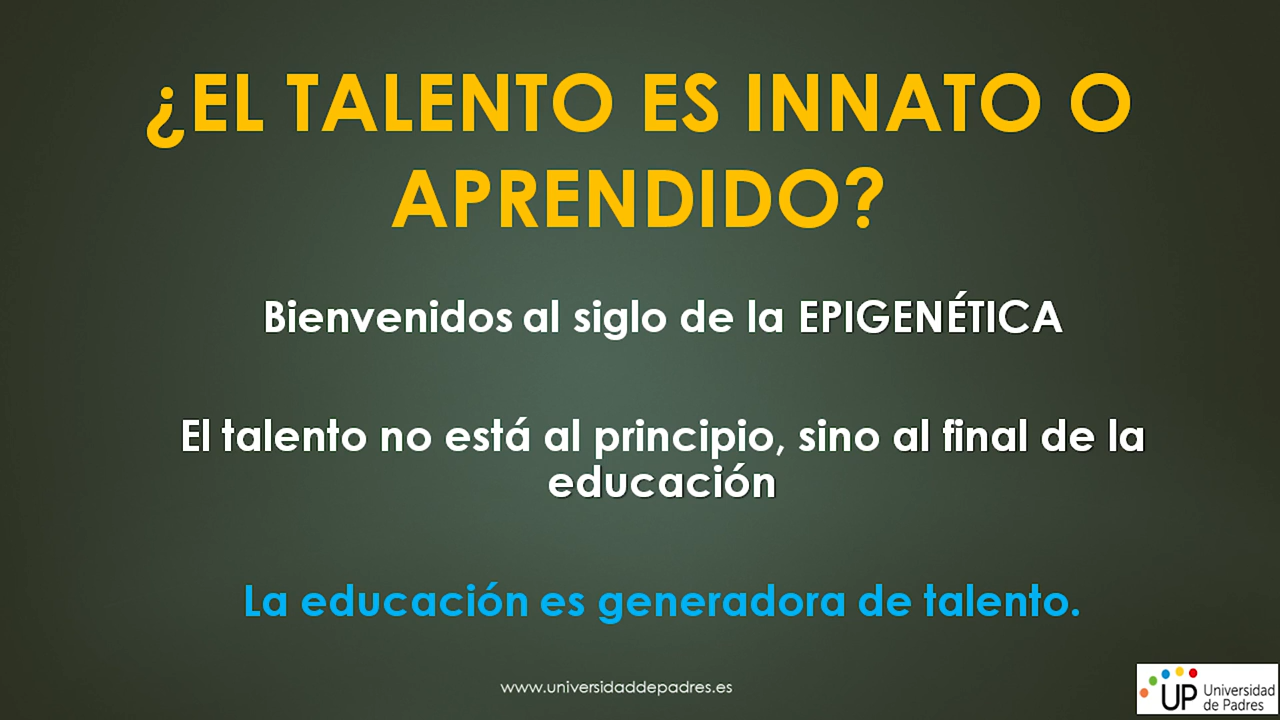 ¿EL TALENTO ES INNATO O
APRENDIDO?
Bienvenidos al siglo de la EPIGENÉTICA
El talento no está al principio, sino al final de la
educación
La educación es generadora de talento.
www.universidaddepadres.es
UP Universidad
de Padres